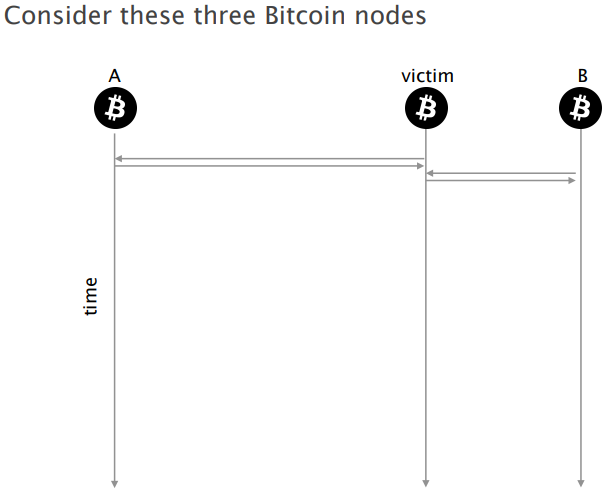 Consider these three Bitcoin nodes
A
victim
B
time